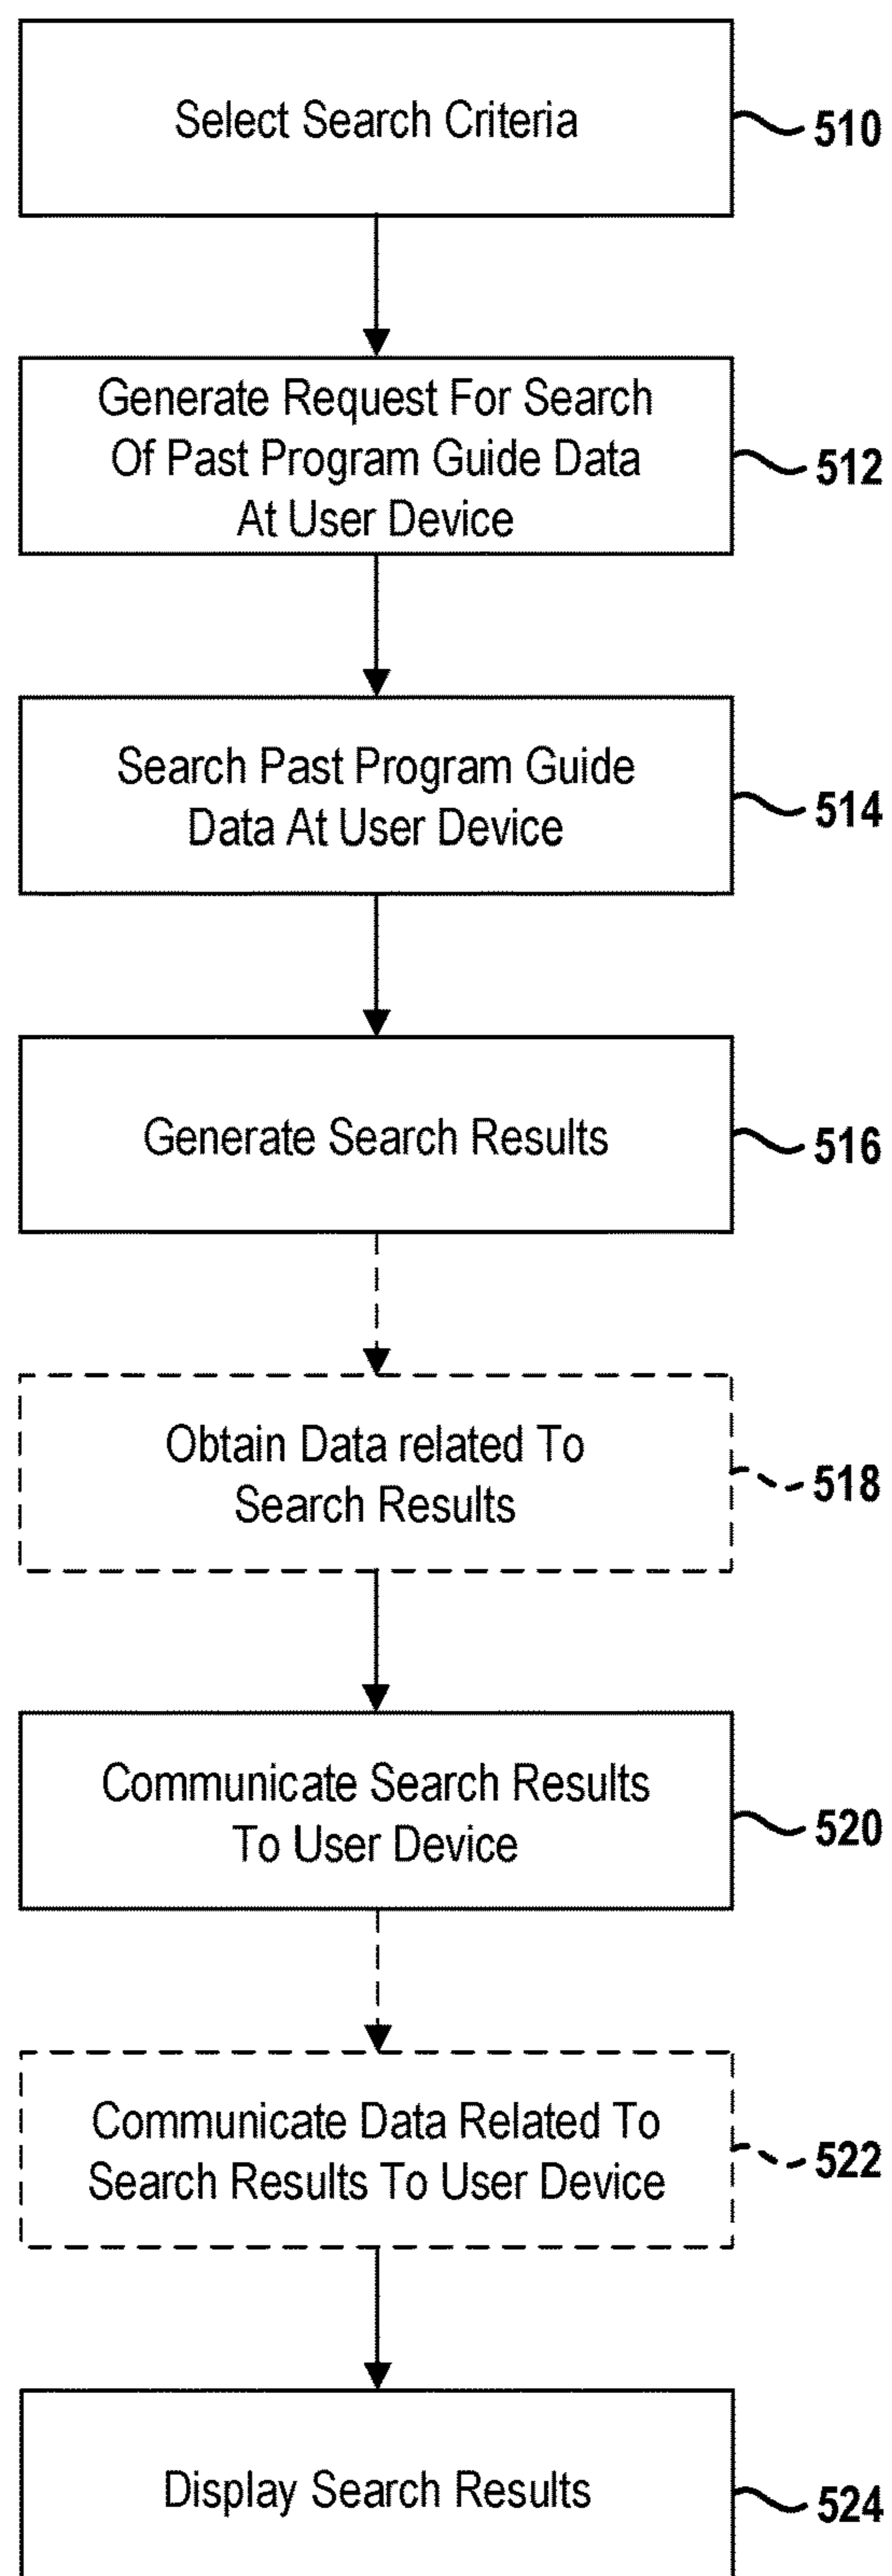 Select Search Criteria
510
Generate Request For Search
Of Past Program Guide Data
At User Device
512
Search Past Program Guide
Data At User Device
514
Generate Search Results
516
Obtain Data related To
Search Results
518
Communicate Search Results
To User Device
520
Communicate Data Related To
Search Results To User Device
522
Display Search Results
524